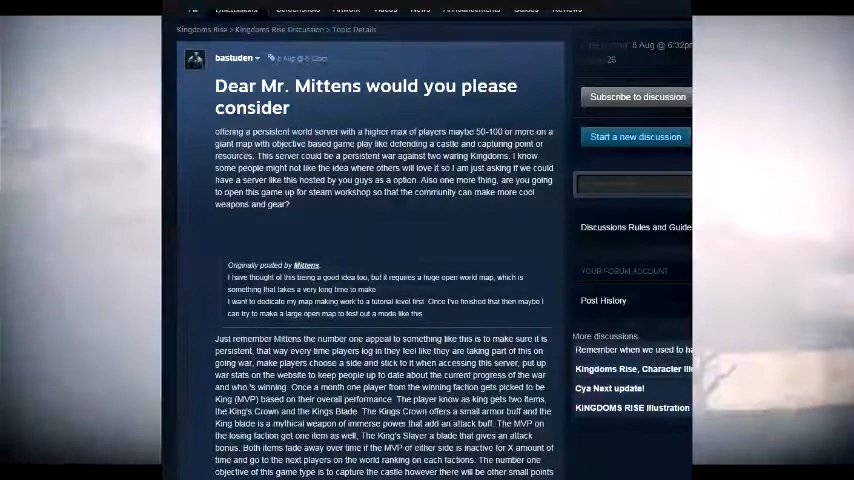 All Discussions Screenshots Artwork Videos News Announcements Guides Reviews
Kingdoms Rise > Kingdoms Rise Discussion > Topic Details
bastuden
8 Aug @ 6:32pm
Dear Mr. Mittens would you please
consider
offering a persistent world server with a higher max of players maybe 50-100 or more on a
giant map with objective based game play like defending a castle and capturing point or
resources. This server could be a persistent war against two waring Kingdoms. I know
some people might not like the idea where others will love it so I am just asking if we could
have a server like this hosted by you guys as a option. Also one more thing, are you going
to open this game up for steam workshop so that the community can make more cool
weapons and gear?
Originally posted by Mittens:
I have thought of this being a good idea too, but it requires a huge open world map, which is
something that takes a very long time to make
I want to dedicate my map making work to a tutorial level first. Once I've finished that then maybe I
can try to make a large open map to test out a mode like this.
Just remember Mittens the number one appeal to something like this is to make sure it is
persistent, that way every time players log in they feel like they are taking part of this on
going war, make players choose a side and stick to it when accessing this server, put up
war stats on the website to keep people up to date about the current progress of the war
and who 's winning. Once a month one player from the winning faction gets picked to be
King (MVP) based on their overall performance. The player know as king gets two items,
the King's Crown and the Kings Blade. The Kings Crown offers a small armor buff and the
King blade is a mythical weapon of immense power that add an attack buff. The MVP on
the losing faction get one item as well, The King's Slayer a blade that gives an attack
bonus. Both items fade away over time if the MVP of either side is inactive for X amount of
time and go to the next players on the world ranking on each factions. The number one
objective of this game type is to capture the castle however there will be other small points
8 Aug @ 6:32pm
26
Subscribe to discussion
Start a new discussion
Discussions Rules and Guide
YOUR FORUM ACCOUNT
Post History
More discussions
Remember when we used to ha
Kingdoms Rise, Character Ill
Cya Next update!
KINGDOMS RISE Illustration